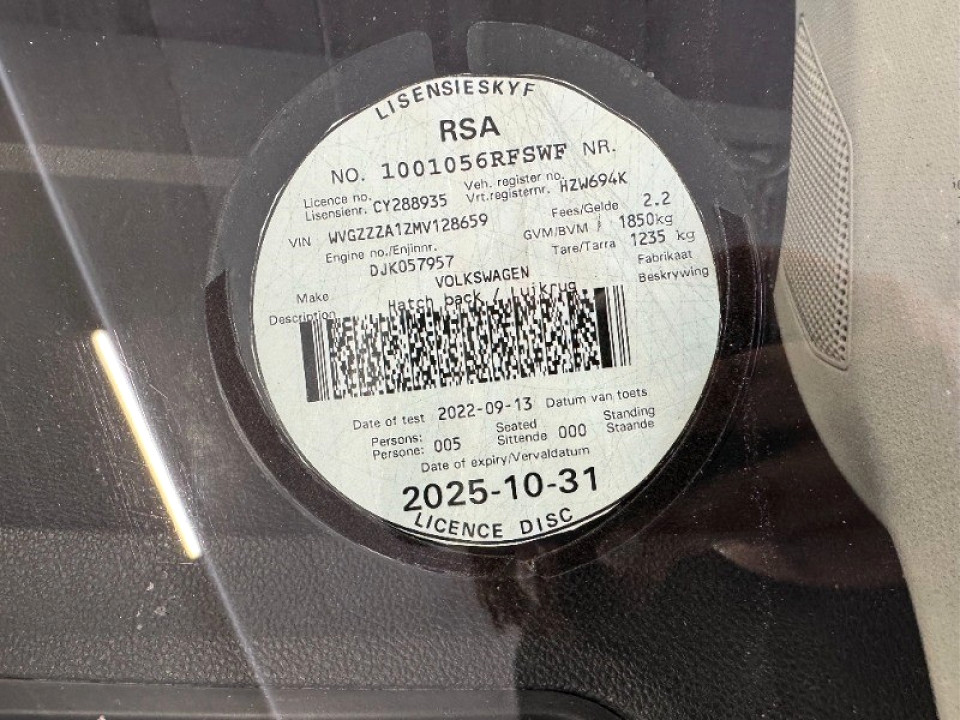 LISENSIESKYF
RSA
NO. 1001056RFSWF NR.
Licence no. Veh. register no.
Lisensienr. CY288935 Vrt.registernr. HZW694K
VIN WVGZZZA1ZMV128659 Fees/Gelde 2.2
Engine no./Enjinnr. GVM/BVM 1850kg
DJK057957 Tare/Tarra 1235 kg
Make VOLKSWAGEN Fabrikaat
Description Hatch back / Luikrug Beskrywing
Date of test 2022-09-13 Datum van toets
Persons: Seated Standing
Persone: 005 Sittende 000 Staande
Date of expiry/Vervaldatum
2025-10-31
LICENCE DISC